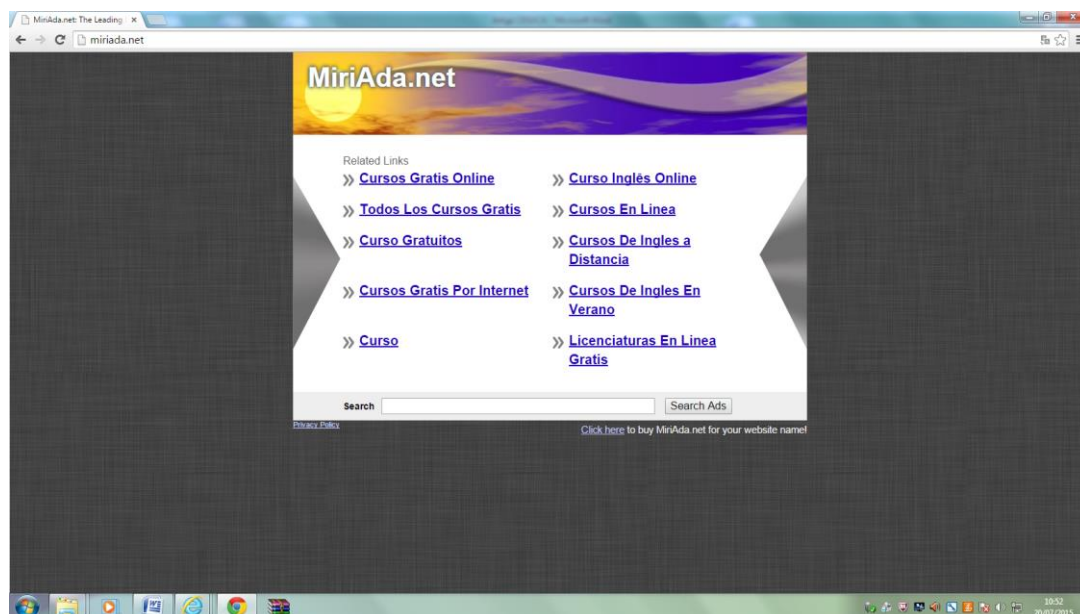 MiriAda.net: The Leading
miriada.net
MiriAda.net
Related Links
Cursos Gratis Online
Curso Inglês Online
Todos Los Cursos Gratis
Cursos En Linea
Curso Gratuitos
Cursos De Ingles a
Distancia
Cursos Gratis Por Internet
Cursos De Ingles En
Verano
Curso
Licenciaturas En Linea
Gratis
Search
Search Ads
Privacy Policy
Click here to buy MiriAda.net for your website name!
10:52
20/07/2015